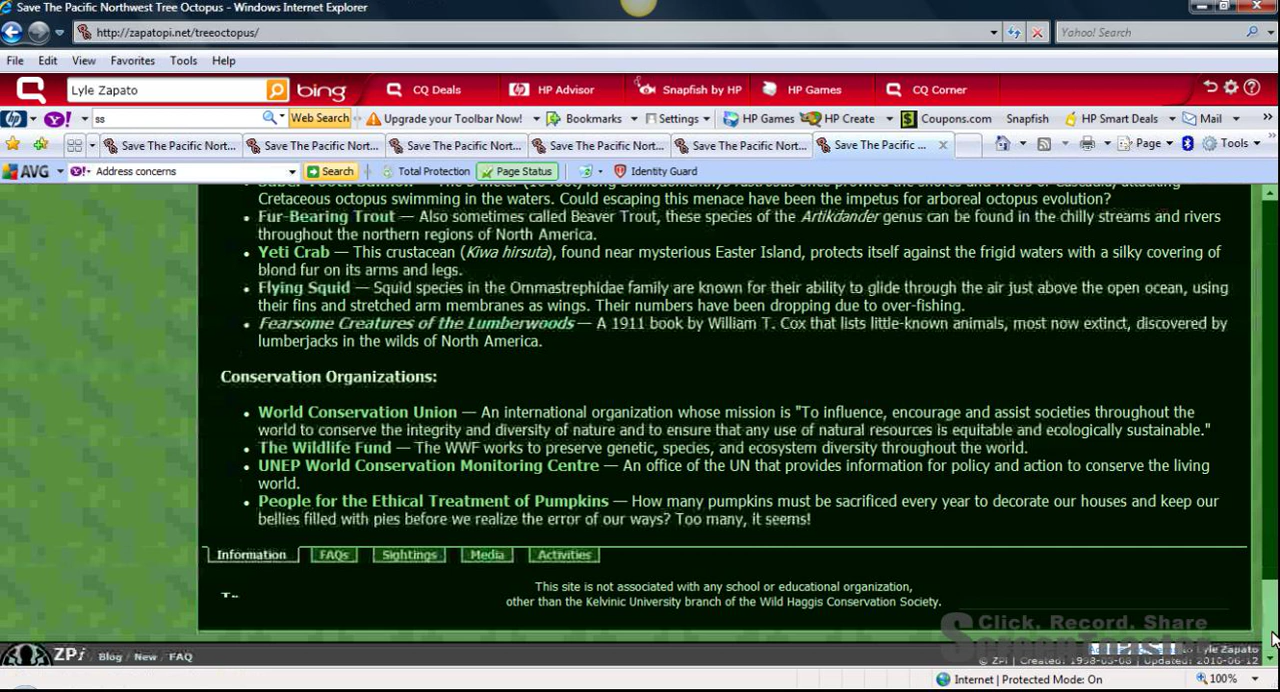 Save The Pacific Northwest Tree Octopus - Windows Internet Explorer
http://zapatopi.net/treeoctopus/
Yahoo! Search
File Edit View Favorites Tools Help
Lyle Zapato bing CQ Deals HP Advisor Snapfish by HP HP Games CQ Corner
ss Web Search Upgrade your Toolbar Now! Bookmarks Settings HP Games HP Create Coupons.com Snapfish HP Smart Deals Mail »
Save The Pacific Nort... Save The Pacific Nort... Save The Pacific Nort... Save The Pacific Nort... Save The Pacific Nort... Save The Pacific ... Page Tools
AVG Address concerns Search Total Protection Page Status Identity Guard
Cretaceous octopus swimming in the waters. Could escaping this menace have been the impetus for arboreal octopus evolution?
• Fur-Bearing Trout — Also sometimes called Beaver Trout, these species of the Artikdander genus can be found in the chilly streams and rivers
throughout the northern regions of North America.
• Yeti Crab — This crustacean (Kiwa hirsuta), found near mysterious Easter Island, protects itself against the frigid waters with a silky covering of
blond fur on its arms and legs.
• Flying Squid — Squid species in the Ommastrephidae family are known for their ability to glide through the air just above the open ocean, using
their fins and stretched arm membranes as wings. Their numbers have been dropping due to over-fishing.
• Fearsome Creatures of the Lumberwoods — A 1911 book by William T. Cox that lists little-known animals, most now extinct, discovered by
lumberjacks in the wilds of North America.
Conservation Organizations:
• World Conservation Union — An international organization whose mission is "To influence, encourage and assist societies throughout the
world to conserve the integrity and diversity of nature and to ensure that any use of natural resources is equitable and ecologically sustainable."
• The Wildlife Fund — The WWF works to preserve genetic, species, and ecosystem diversity throughout the world.
• UNEP World Conservation Monitoring Centre — An office of the UN that provides information for policy and action to conserve the living
world.
• People for the Ethical Treatment of Pumpkins — How many pumpkins must be sacrificed every year to decorate our houses and keep our
bellies filled with pies before we realize the error of our ways? Too many, it seems!
Information FAQs Sightings Media Activities
This site is not associated with any school or educational organization,
other than the Kelvinic University branch of the Wild Haggis Conservation Society.
Click. Record. Share
ScreenToaster
ZPi Blog / New / FAQ
to Lyle Zapato
© ZPi | Created: 1998-03-08 | Updated: 2010-06-12
Internet | Protected Mode: On 100%